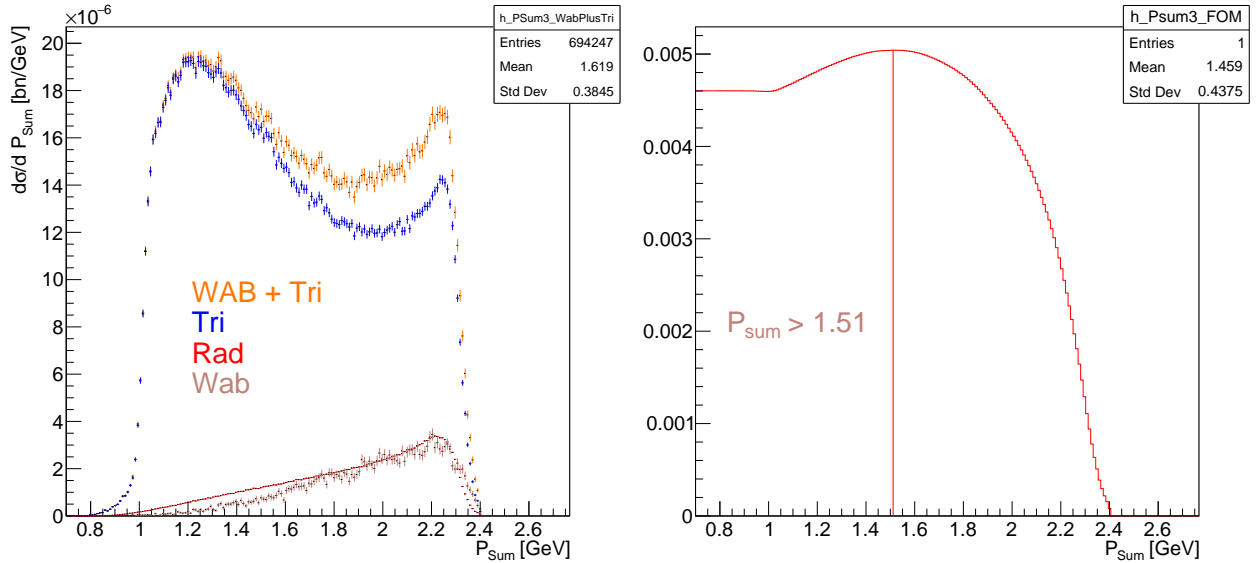 ×10⁻⁶
h_PSum3_WabPlusTri
Entries 694247
Mean 1.619
Std Dev 0.3845
dσ/d P_Sum [bn/GeV]
20
18
16
14
12
10
8
6
4
2
0
WAB + Tri
Tri
Rad
Wab
0.8 1 1.2 1.4 1.6 1.8 2 2.2 2.4 2.6
P_Sum [GeV]
h_Psum3_FOM
Entries 1
Mean 1.459
Std Dev 0.4375
0.005
0.004
0.003
0.002
0.001
0
P_sum > 1.51
0.8 1 1.2 1.4 1.6 1.8 2 2.2 2.4 2.6
P_Sum [GeV]